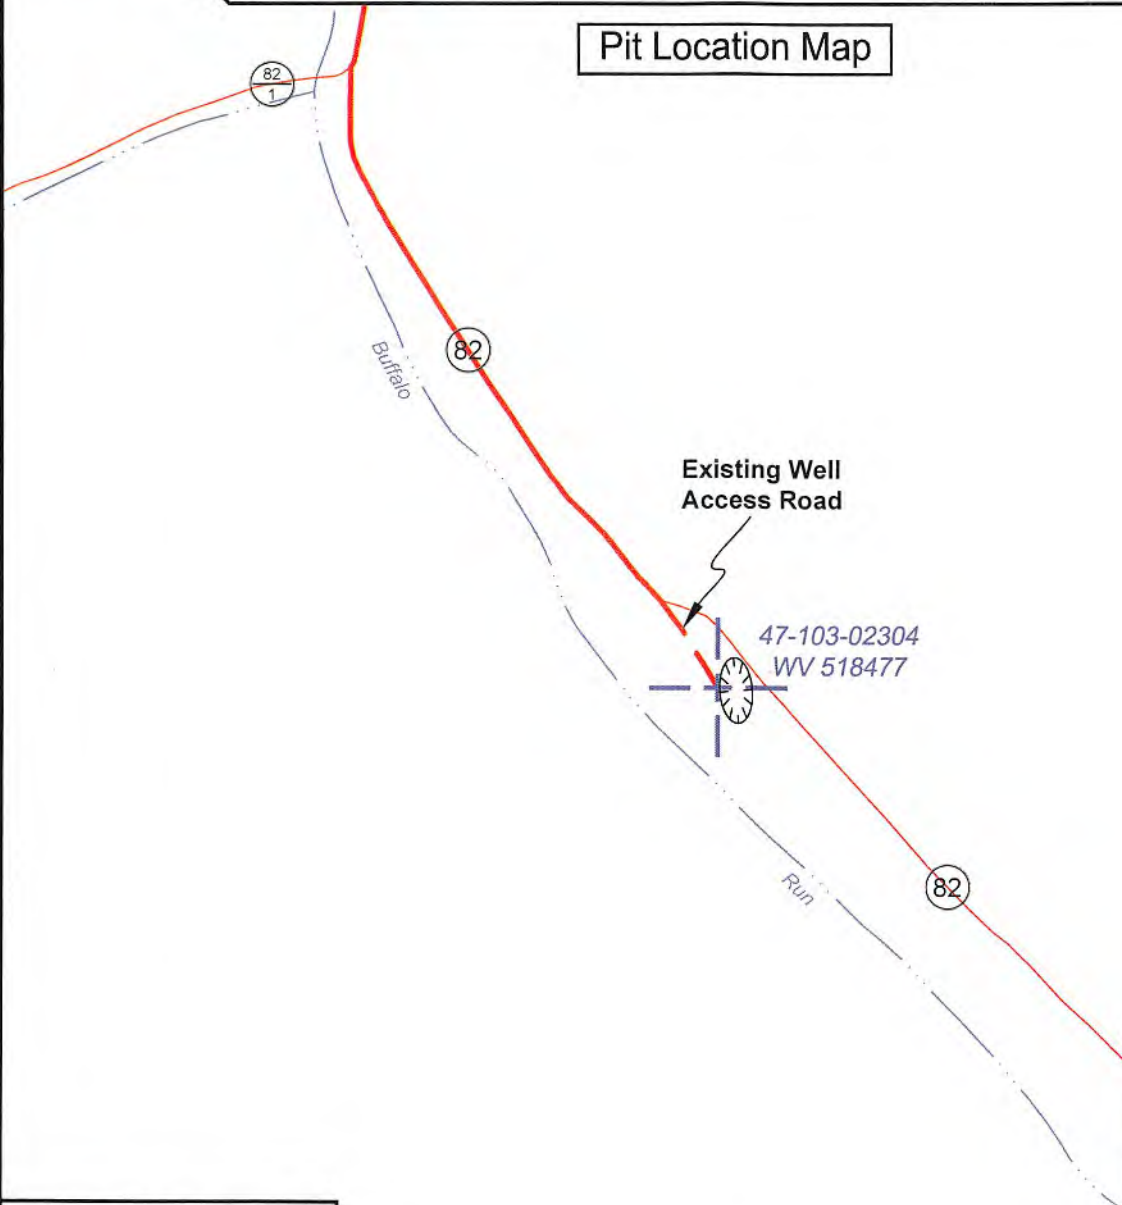 Pit Location Map
82
1
82
Buffalo
Existing Well
Access Road
47-103-02304
WV 518477
Run
82